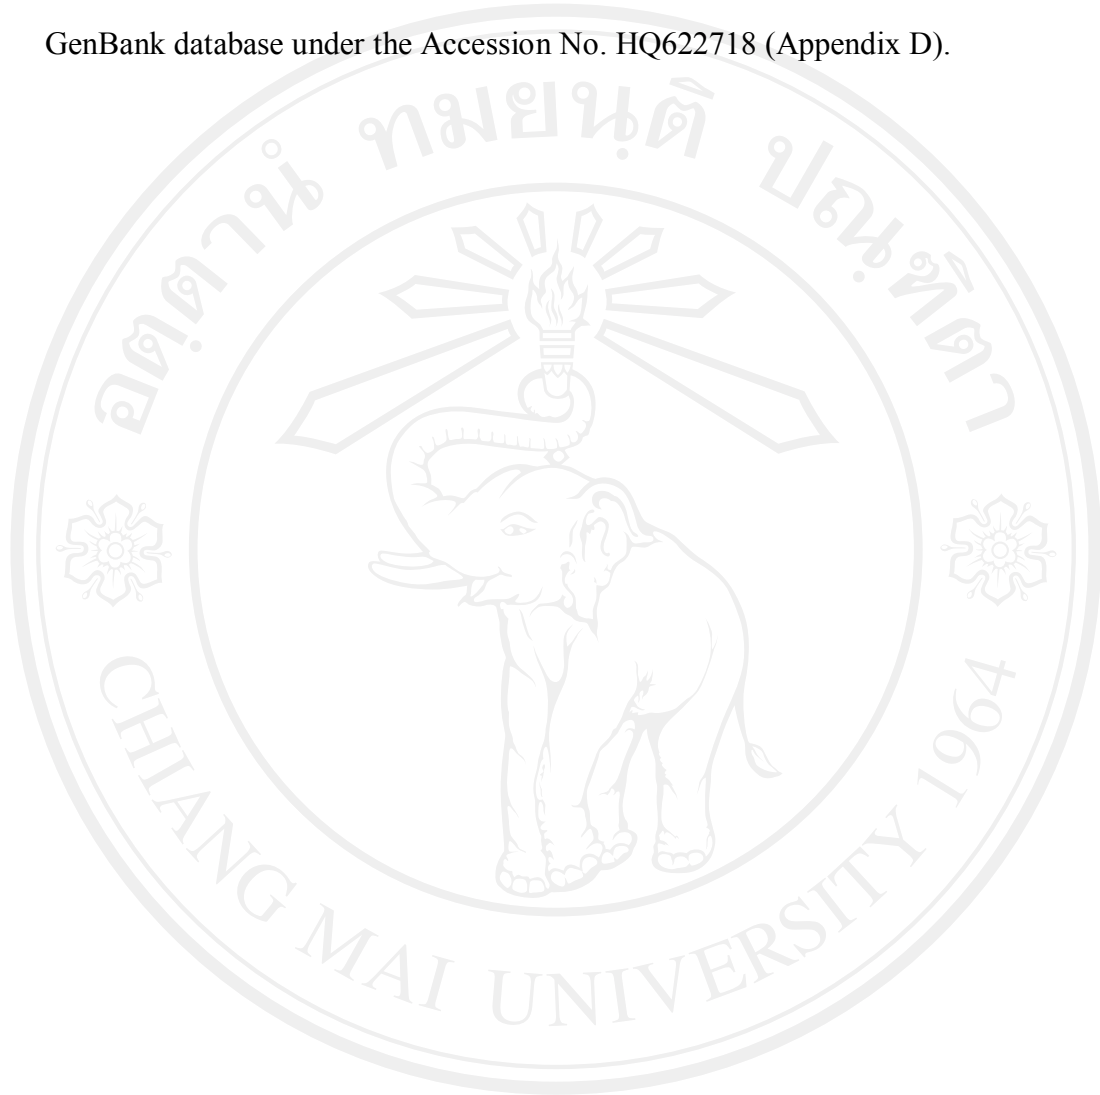 GenBank database under the Accession No. HQ622718 (Appendix D).
อตฺตานํ ทมยนฺติ ปณฺฑิตา
CHIANG MAI UNIVERSITY 1964